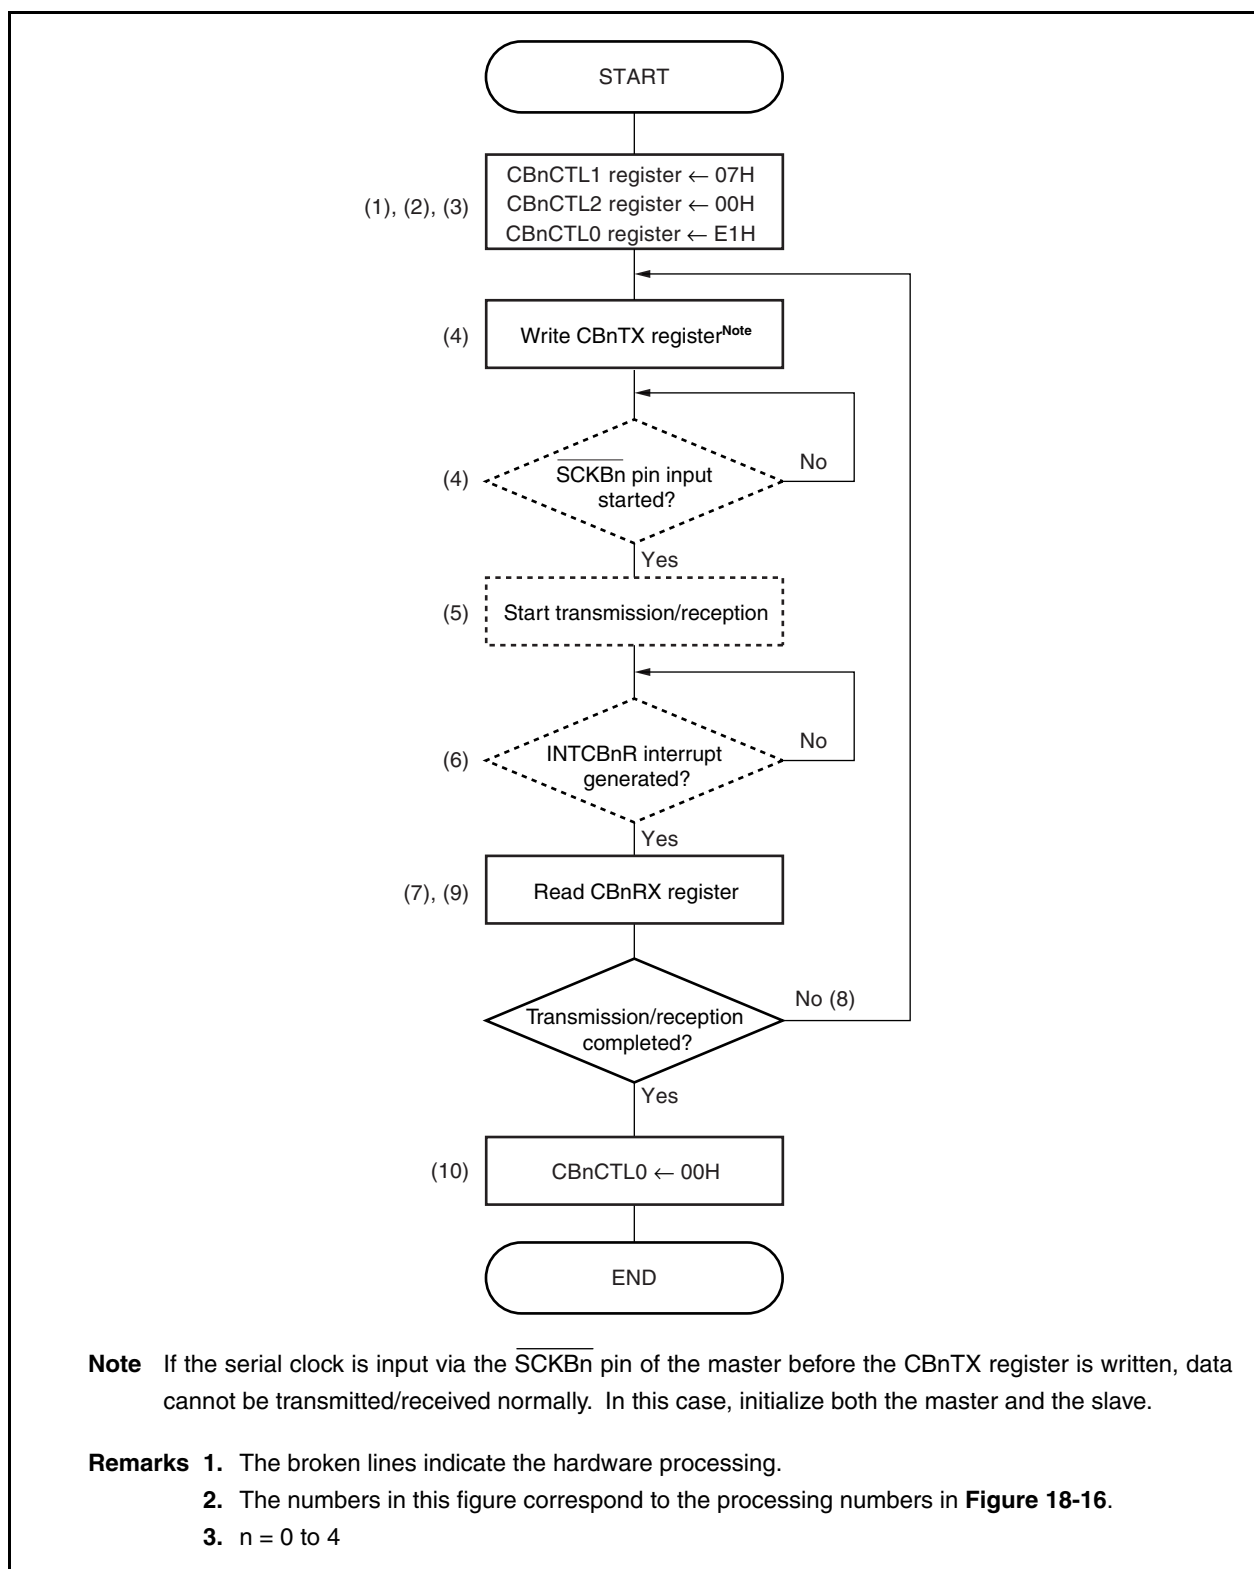 START
CBnCTL1 register ← 07H
(1), (2), (3)
CBnCTL2 register ← 00H
CBnCTL0 register ← E1H
(4)
Write CBnTX registerNote
(4)
SCKBn pin input
started?
No
Yes
(5)
Start transmission/reception
(6)
INTCBnR interrupt
generated?
No
Yes
(7), (9)
Read CBnRX register
No (8)
Transmission/reception
completed?
Yes
(10)
CBnCTL0 ← 00H
END
Note If the serial clock is input via the SCKBn pin of the master before the CBnTX register is written, data
cannot be transmitted/received normally. In this case, initialize both the master and the slave.
Remarks 1. The broken lines indicate the hardware processing.
2. The numbers in this figure correspond to the processing numbers in Figure 18-16.
3. n = 0 to 4